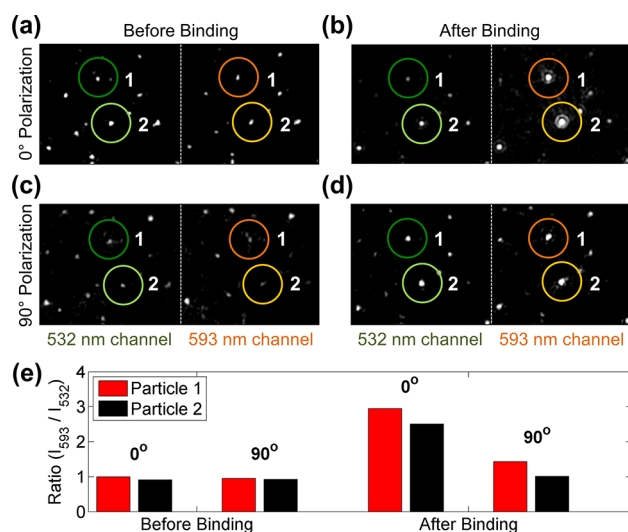 (a) Before Binding (b) After Binding
0° Polarization
1 1 1 1
2 2 2 2
(c) (d)
90° Polarization
1 1 1 1
2 2 2 2
532 nm channel 593 nm channel 532 nm channel 593 nm channel
(e)
Ratio (I593 / I532)
4
3
2
1
0
Particle 1
Particle 2
0° 90° 0° 90°
Before Binding After Binding